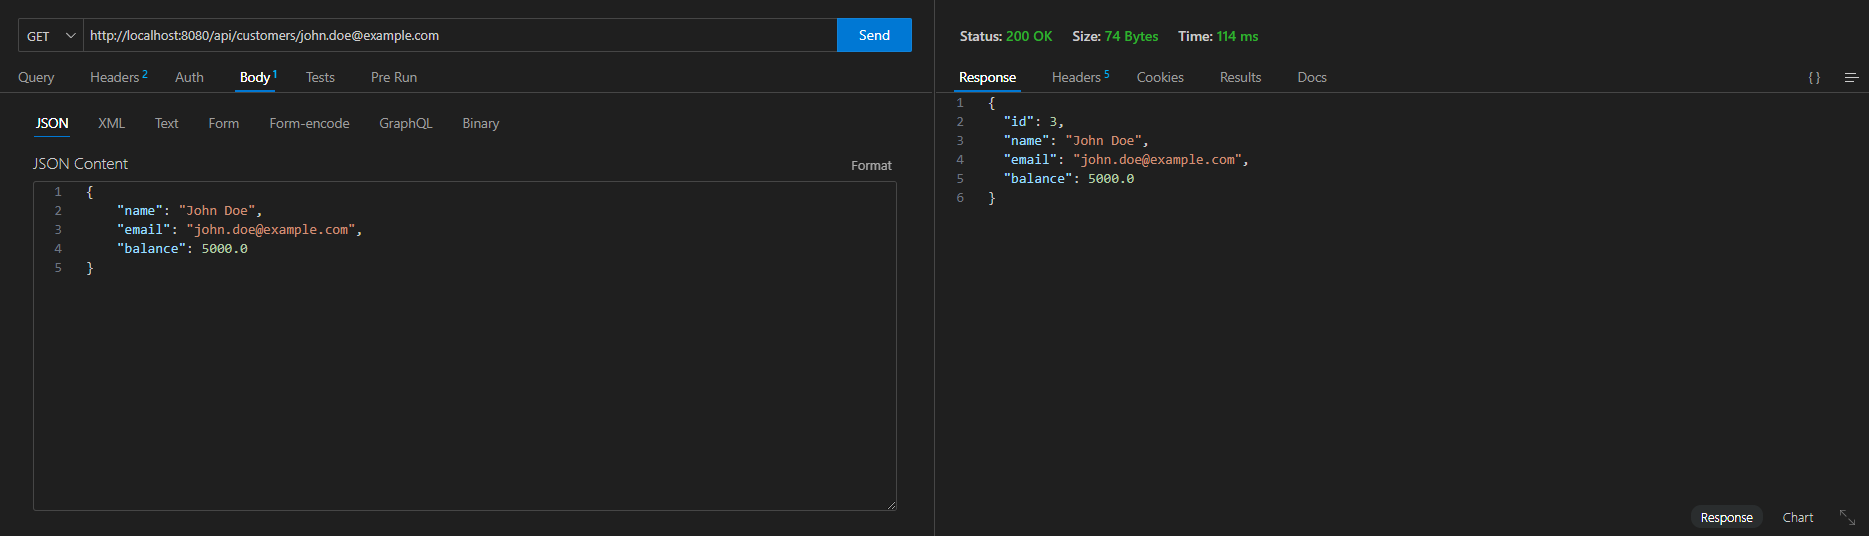 GET http://localhost:8080/api/customers/john.doe@example.com Send
Query Headers 2 Auth Body 1 Tests Pre Run
JSON XML Text Form Form-encode GraphQL Binary
JSON Content Format
1 {
2 "name": "John Doe",
3 "email": "john.doe@example.com",
4 "balance": 5000.0
5 }
Status: 200 OK Size: 74 Bytes Time: 114 ms
Response Headers 5 Cookies Results Docs { }
1 {
2 "id": 3,
3 "name": "John Doe",
4 "email": "john.doe@example.com",
5 "balance": 5000.0
6 }
Response Chart